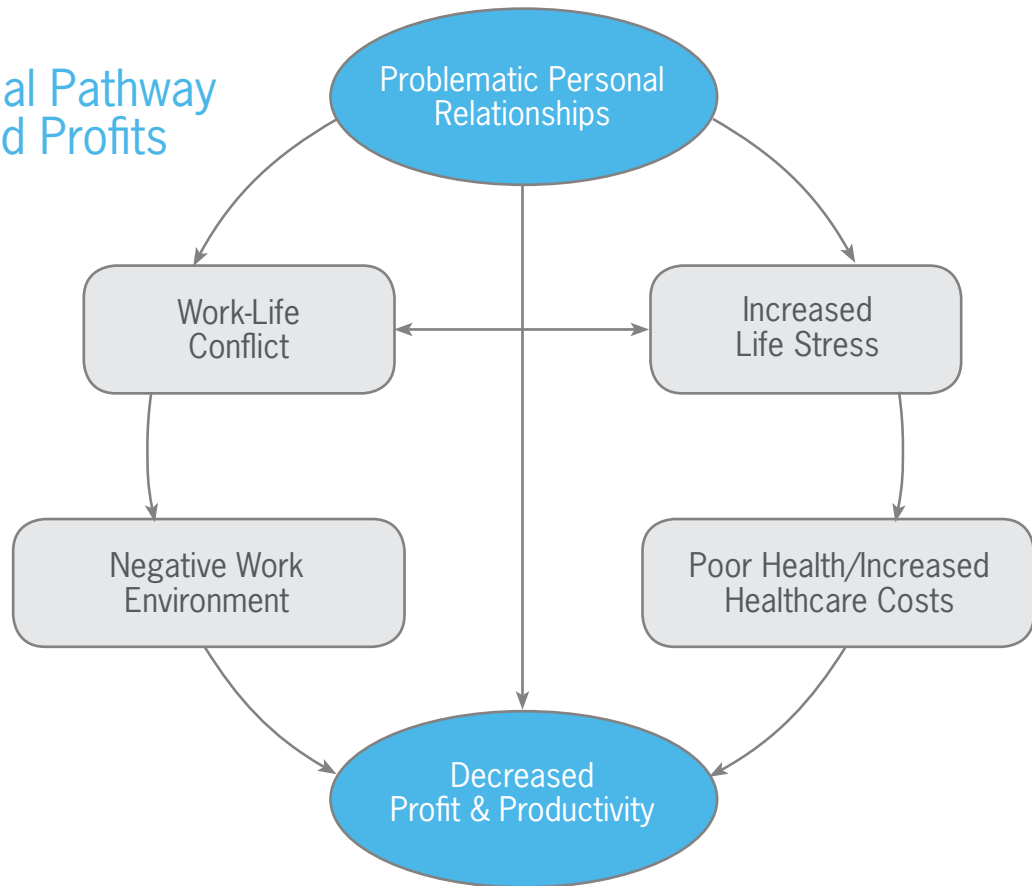 al Pathway
d Profits
Problematic Personal
Relationships
Work-Life
Conflict
Increased
Life Stress
Negative Work
Environment
Poor Health/Increased
Healthcare Costs
Decreased
Profit & Productivity